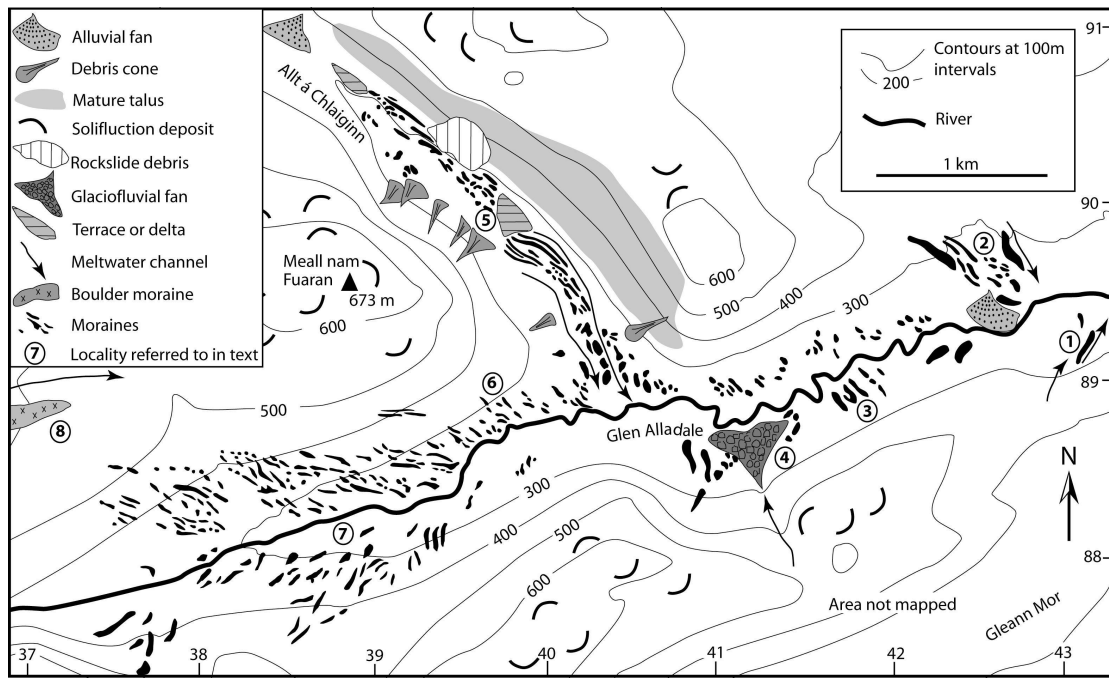 Alluvial fan
Debris cone
Mature talus
Solifluction deposit
Rockslide debris
Glaciofluvial fan
Terrace or delta
Meltwater channel
Boulder moraine
Moraines
7 Locality referred to in text
Contours at 100m
intervals
200
River
1 km
91
90
89
88
37
38
39
40
41
42
43
Allt á Chlaiginn
Meall nam
Fuaran
673 m
600
500
600
500
400
300
300
400
500
600
Glen Alladale
Gleann Mor
Area not mapped
N
1
2
3
4
5
6
7
8